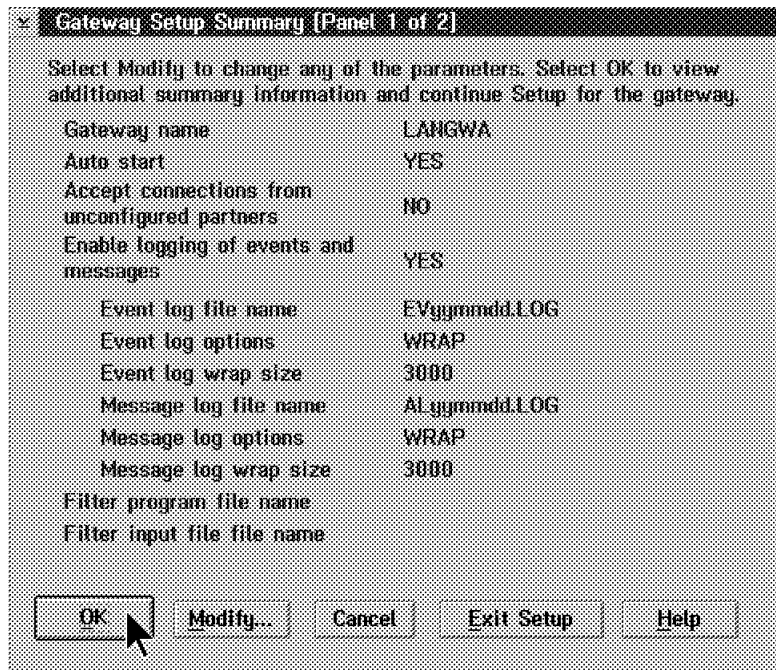 Gateway Setup Summary (Panel 1 of 2)
Select Modify to change any of the parameters. Select OK to view
additional summary information and continue Setup for the gateway.
Gateway name LANGWA
Auto start YES
Accept connections from
unconfigured partners NO
Enable logging of events and
messages YES
Event log file name EVyymmdd.LOG
Event log options WRAP
Event log wrap size 3000
Message log file name ALyymmdd.LOG
Message log options WRAP
Message log wrap size 3000
Filter program file name
Filter input file file name
OK Modify... Cancel Exit Setup Help